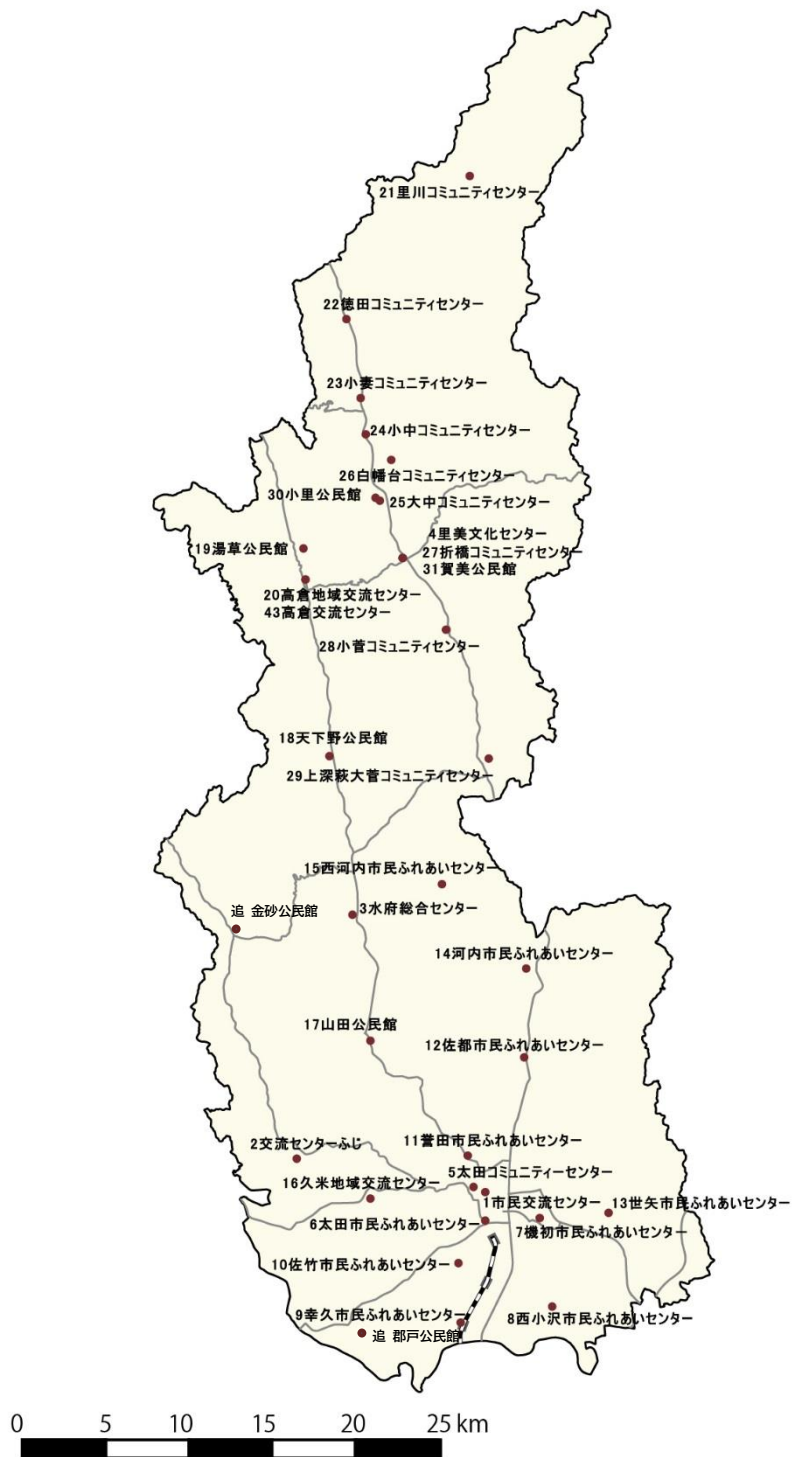 21里川コミュニティセンター
22徳田コミュニティセンター
23小妻コミュニティセンター
24小中コミュニティセンター
26白幡台コミュニティセンター
30小里公民館
25大中コミュニティセンター
4里美文化センター
19湯草公民館
27折橋コミュニティセンター
31賀美公民館
20高倉地域交流センター
43高倉交流センター
28小菅コミュニティセンター
18天下野公民館
29上深萩大菅コミュニティセンター
15西河内市民ふれあいセンター
追 金砂公民館
3水府総合センター
14河内市民ふれあいセンター
17山田公民館
12佐都市民ふれあいセンター
11誉田市民ふれあいセンター
2交流センターふじ
5太田コミュニティーセンター
16久米地域交流センター
1市民交流センター
13世矢市民ふれあいセンター
6太田市民ふれあいセンター
7機初市民ふれあいセンター
10佐竹市民ふれあいセンター
9幸久市民ふれあいセンター
8西小沢市民ふれあいセンター
追 郡戸公民館
0 5 10 15 20 25 km